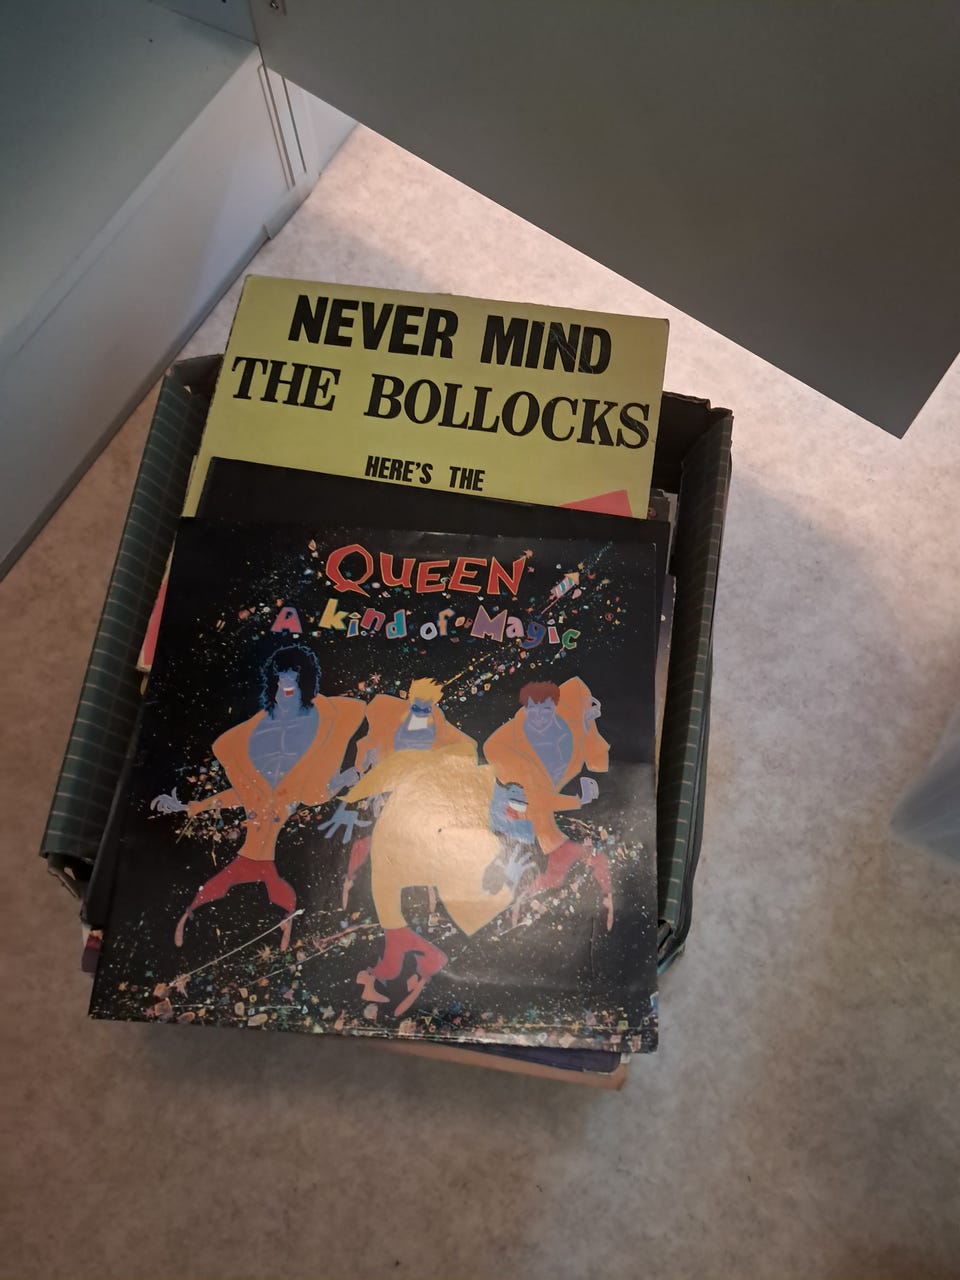 NEVER MIND
THE BOLLOCKS
HERE'S THE
QUEEN
A kind of Magic